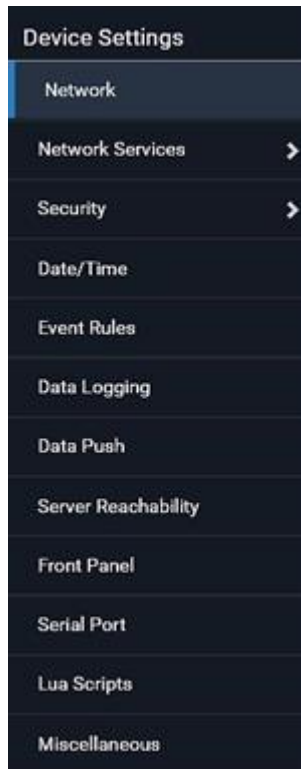 Device Settings
Network
Network Services
Security
Date/Time
Event Rules
Data Logging
Data Push
Server Reachability
Front Panel
Serial Port
Lua Scripts
Miscellaneous